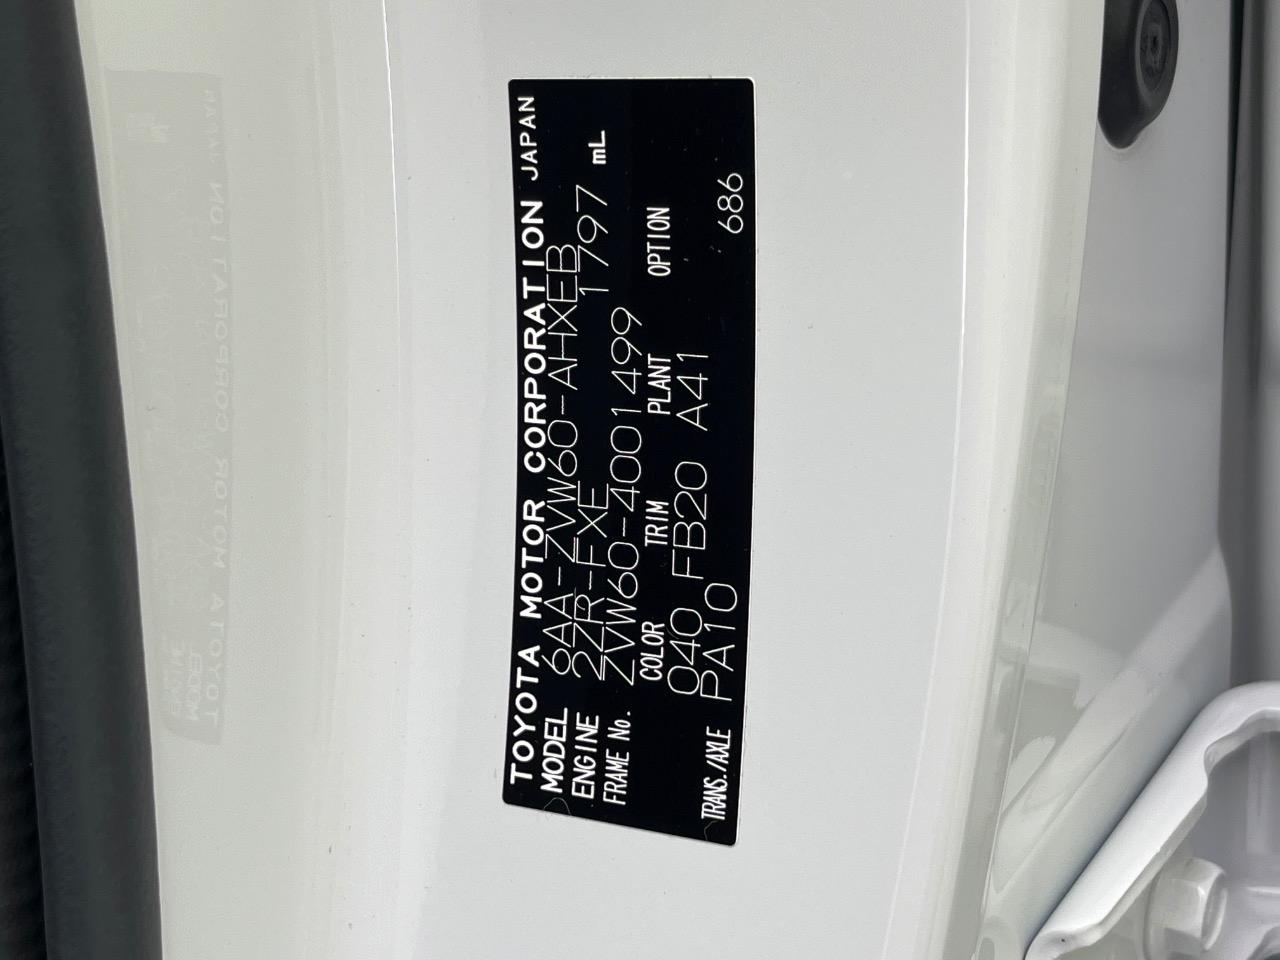 TOYOTA MOTOR CORPORATION JAPAN
MODEL 6AA-ZVW60-AHXEB
ENGINE 2ZR-FXE 1797 mL
FRAME No. ZVW60-4001499
COLOR TRIM PLANT OPTION
040 FB20 A41
TRANS./AXLE PA10 686